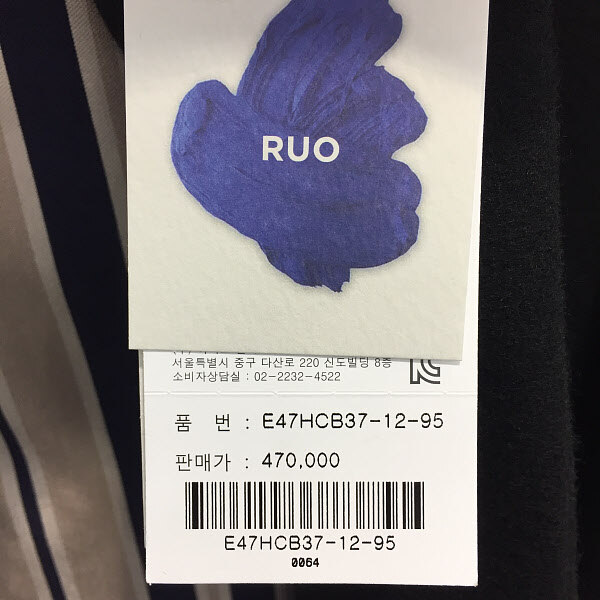 RUO
서울특별시 중구 다산로 220 신도빌딩 8층
소비자상담실 : 02-2232-4522
품 번 : E47HCB37-12-95
판매가 : 470,000
E47HCB37-12-95
0064